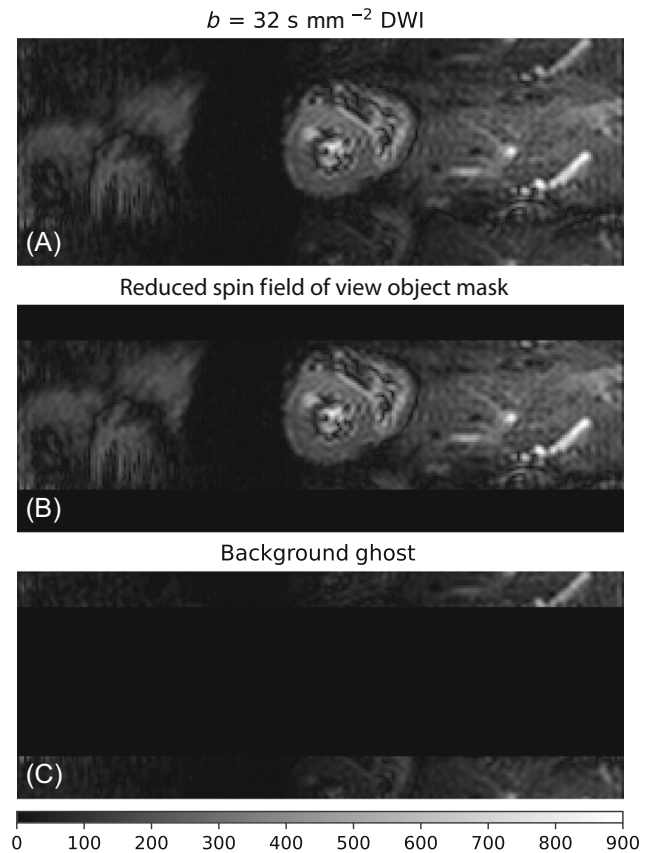 b = 32 s mm −2 DWI
(A)
Reduced spin field of view object mask
(B)
Background ghost
(C)
0 100 200 300 400 500 600 700 800 900